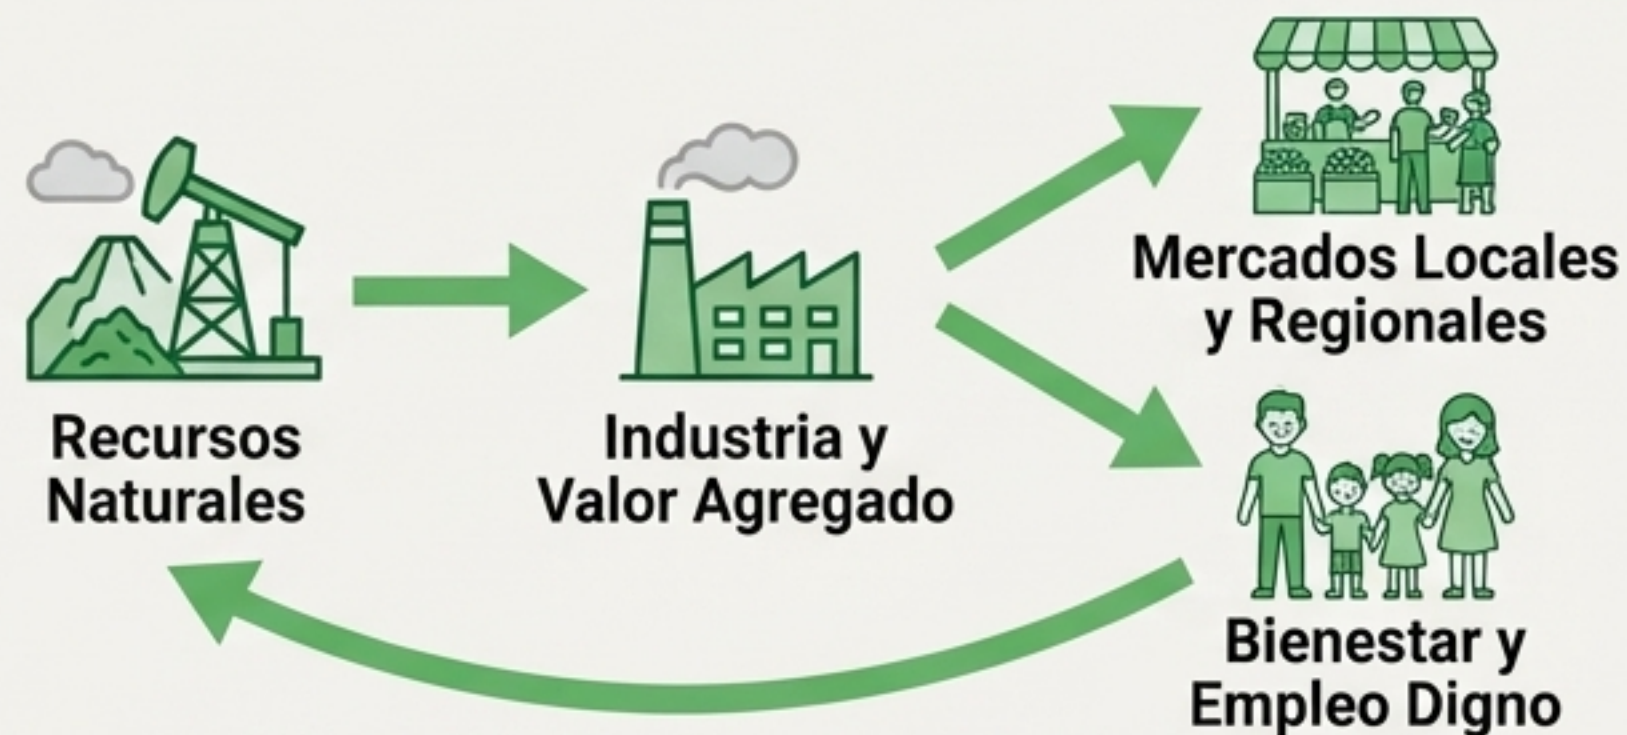 Recursos
Naturales
Industria y
Valor Agregado
Mercados Locales
y Regionales
Bienestar y
Empleo Digno